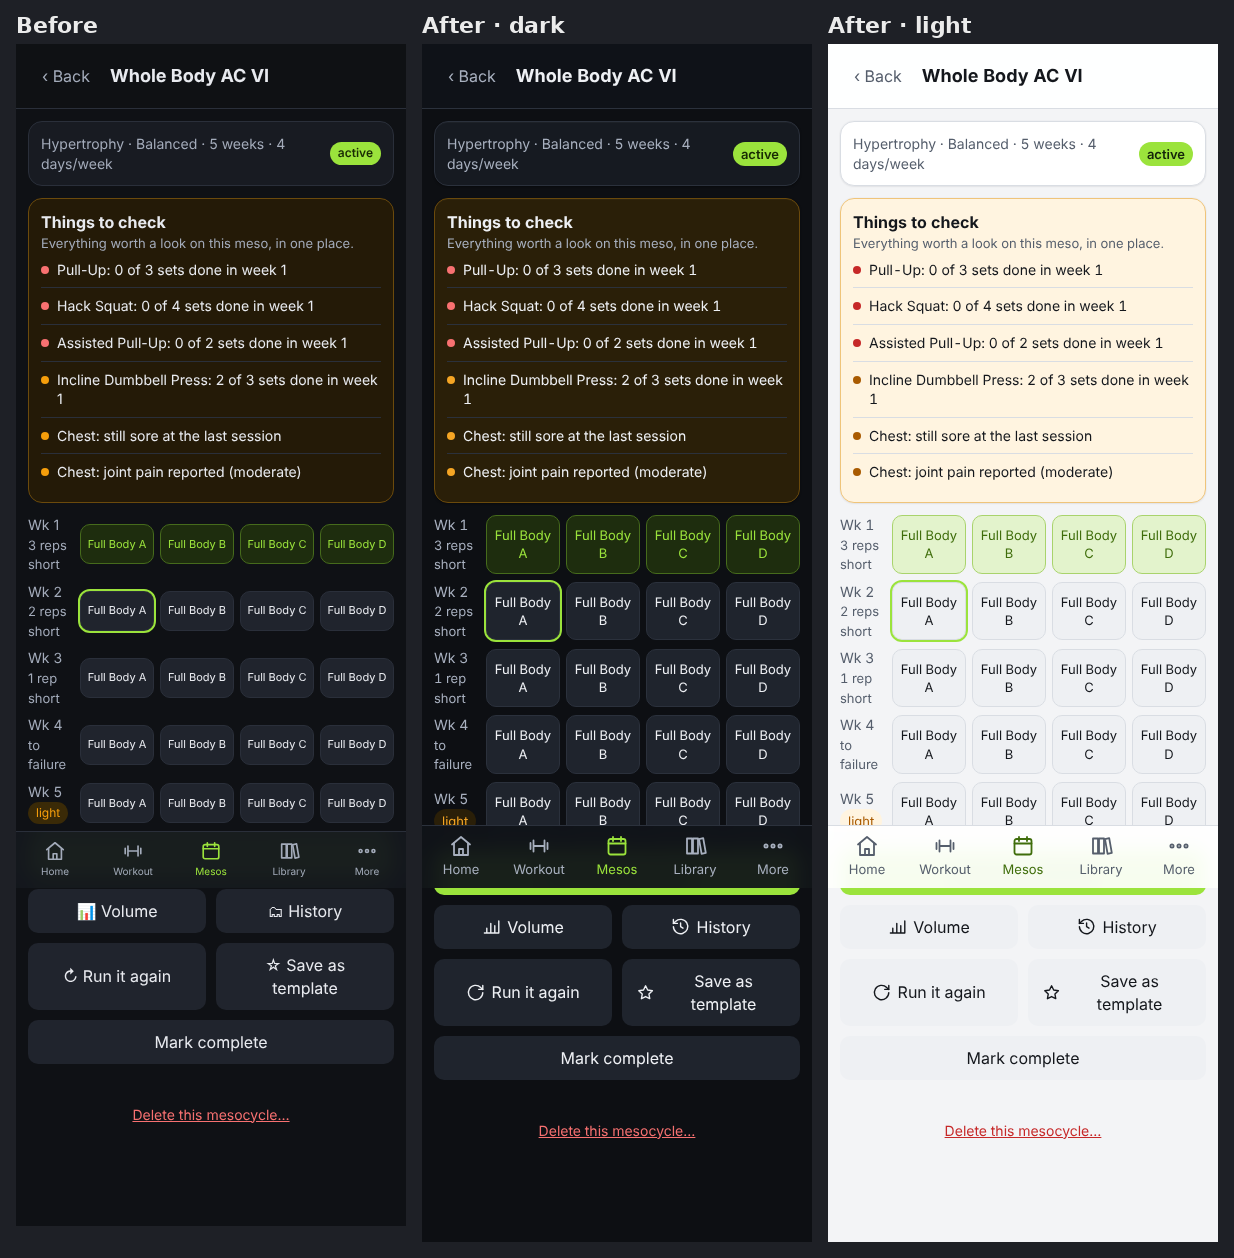 Before
‹ Back Whole Body AC VI
Hypertrophy · Balanced · 5 weeks · 4
days/week
active
Things to check
Everything worth a look on this meso, in one place.
Pull-Up: 0 of 3 sets done in week 1
Hack Squat: 0 of 4 sets done in week 1
Assisted Pull-Up: 0 of 2 sets done in week 1
Incline Dumbbell Press: 2 of 3 sets done in week
1
Chest: still sore at the last session
Chest: joint pain reported (moderate)
Wk 1
3 reps
short
Full Body A Full Body B Full Body C Full Body D
Wk 2
2 reps
short
Full Body A Full Body B Full Body C Full Body D
Wk 3
1 rep
short
Full Body A Full Body B Full Body C Full Body D
Wk 4
to
failure
Full Body A Full Body B Full Body C Full Body D
Wk 5
light
Full Body A Full Body B Full Body C Full Body D
Home Workout Mesos Library More
Volume History
Run it again
Save as
template
Mark complete
Delete this mesocycle...
After · dark
‹ Back Whole Body AC VI
Hypertrophy · Balanced · 5 weeks · 4
days/week
active
Things to check
Everything worth a look on this meso, in one place.
Pull-Up: 0 of 3 sets done in week 1
Hack Squat: 0 of 4 sets done in week 1
Assisted Pull-Up: 0 of 2 sets done in week 1
Incline Dumbbell Press: 2 of 3 sets done in week
1
Chest: still sore at the last session
Chest: joint pain reported (moderate)
Wk 1
3 reps
short
Full Body Full Body Full Body Full Body
A B C D
Wk 2
2 reps
short
Full Body Full Body Full Body Full Body
A B C D
Wk 3
1 rep
short
Full Body Full Body Full Body Full Body
A B C D
Wk 4
to
failure
Full Body Full Body Full Body Full Body
A B C D
Wk 5
light
Full Body Full Body Full Body Full Body
A B C D
Home Workout Mesos Library More
Volume History
Run it again
Save as
template
Mark complete
Delete this mesocycle...
After · light
‹ Back Whole Body AC VI
Hypertrophy · Balanced · 5 weeks · 4
days/week
active
Things to check
Everything worth a look on this meso, in one place.
Pull-Up: 0 of 3 sets done in week 1
Hack Squat: 0 of 4 sets done in week 1
Assisted Pull-Up: 0 of 2 sets done in week 1
Incline Dumbbell Press: 2 of 3 sets done in week
1
Chest: still sore at the last session
Chest: joint pain reported (moderate)
Wk 1
3 reps
short
Full Body Full Body Full Body Full Body
A B C D
Wk 2
2 reps
short
Full Body Full Body Full Body Full Body
A B C D
Wk 3
1 rep
short
Full Body Full Body Full Body Full Body
A B C D
Wk 4
to
failure
Full Body Full Body Full Body Full Body
A B C D
Wk 5
light
Full Body Full Body Full Body Full Body
A B C D
Home Workout Mesos Library More
Volume History
Run it again
Save as
template
Mark complete
Delete this mesocycle...